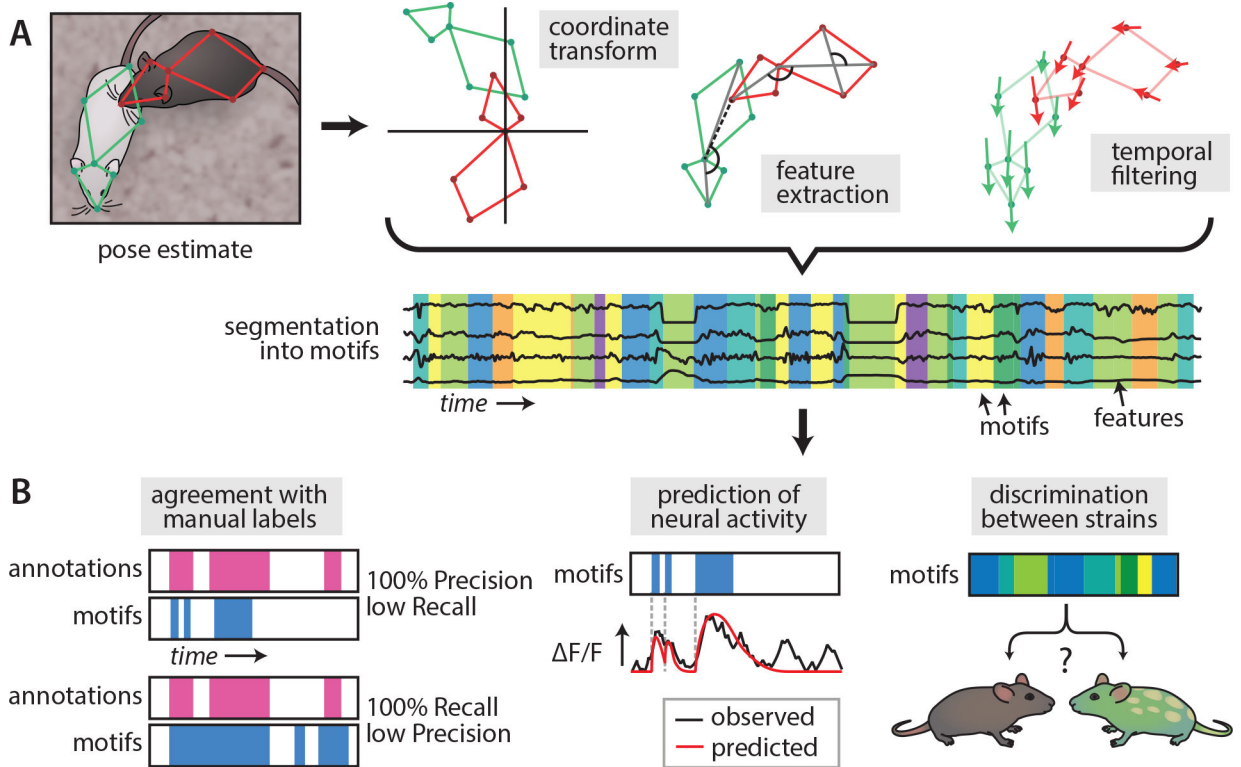 A
coordinate
transform
feature
extraction
temporal
filtering
pose estimate
segmentation
into motifs
time
motifs
features
B
agreement with
manual labels
annotations
motifs
100% Precision
low Recall
time
annotations
motifs
100% Recall
low Precision
prediction of
neural activity
motifs
ΔF/F
observed
predicted
discrimination
between strains
motifs
?